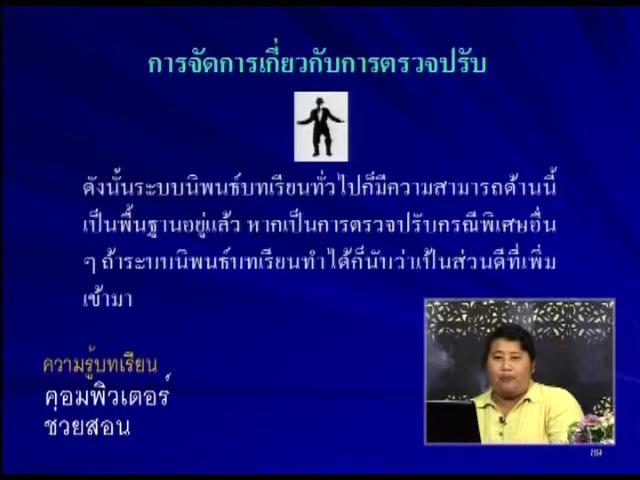 การจัดการเกี่ยวกับการตรวจปรับ
ดังนั้นระบบนิพนธ์บทเรียนทั่วไปก็มีความสามารถด้านนี้
เป็นพื้นฐานอยู่แล้ว หากเป็นการตรวจปรับกรณีพิเศษอื่น
ๆ ถ้าระบบนิพนธ์บทเรียนทำได้ก็นับว่าเป้นส่วนดีที่เพิ่ม
เข้ามา
ความรู้บทเรียน
คอมพิวเตอร์
ช่วยสอน